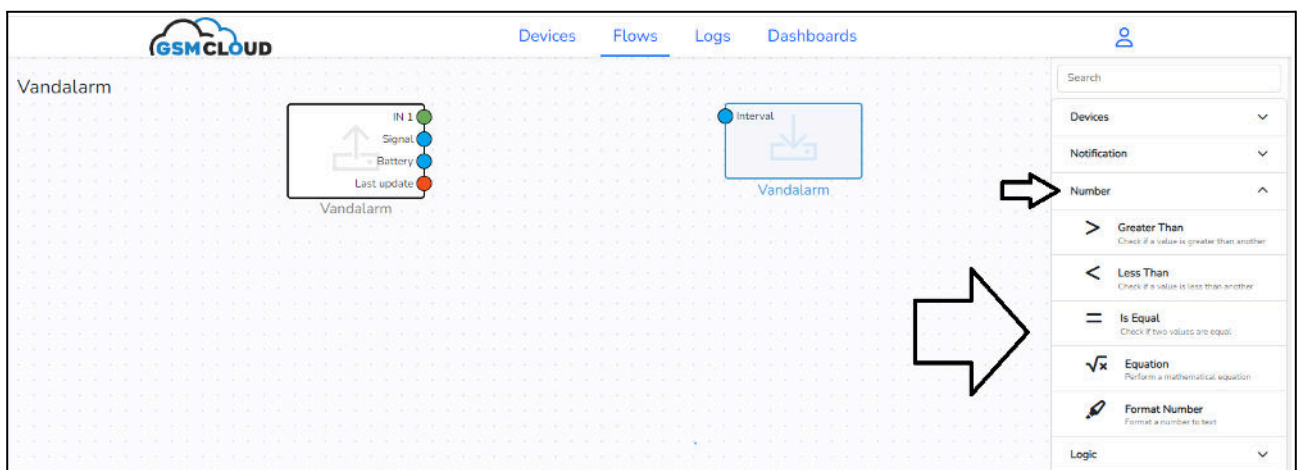 GSMCLOUD
Devices Flows Logs Dashboards
Vandalarm
IN 1
Signal
Battery
Last update
Vandalarm
Interval
Vandalarm
Search
Devices
Notification
Number
Greater Than
Check if a value is greater than another
Less Than
Check if a value is less than another
Is Equal
Check if two values are equal
Equation
Perform a mathematical equation
Format Number
Format a number to text
Logic